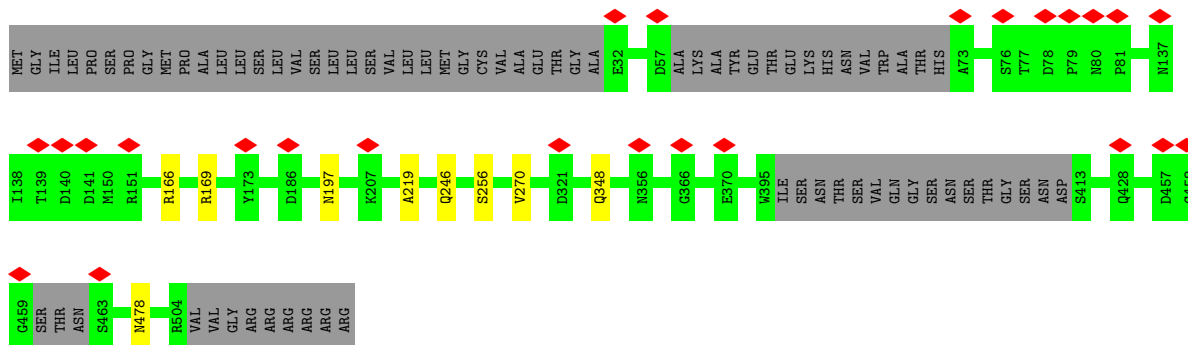 MET GLY ILE LEU PRO SER PRO GLY MET PRO ALA LEU LEU SER LEU VAL SER LEU LEU SER VAL LEU LEU MET GLY CYS VAL ALA GLU THR GLY ALA E32 D57 ALA LYS ALA TYR GLU THR GLU LYS HIS ASN VAL TRP ALA THR HIS A73 S76 T77 D78 P79 N80 P81 N137
I138 T139 D140 D141 M150 R151 R166 R169 Y173 D186 N197 K207 A219 Q246 S256 V270 D321 Q348 N356 G366 E370 W395 ILE SER ASN THR SER VAL GLN GLY SER ASN SER THR GLY SER ASN ASP S413 Q428 D457
G459 SER THR ASN S463 N478 R504 VAL VAL GLY ARG ARG ARG ARG ARG ARG